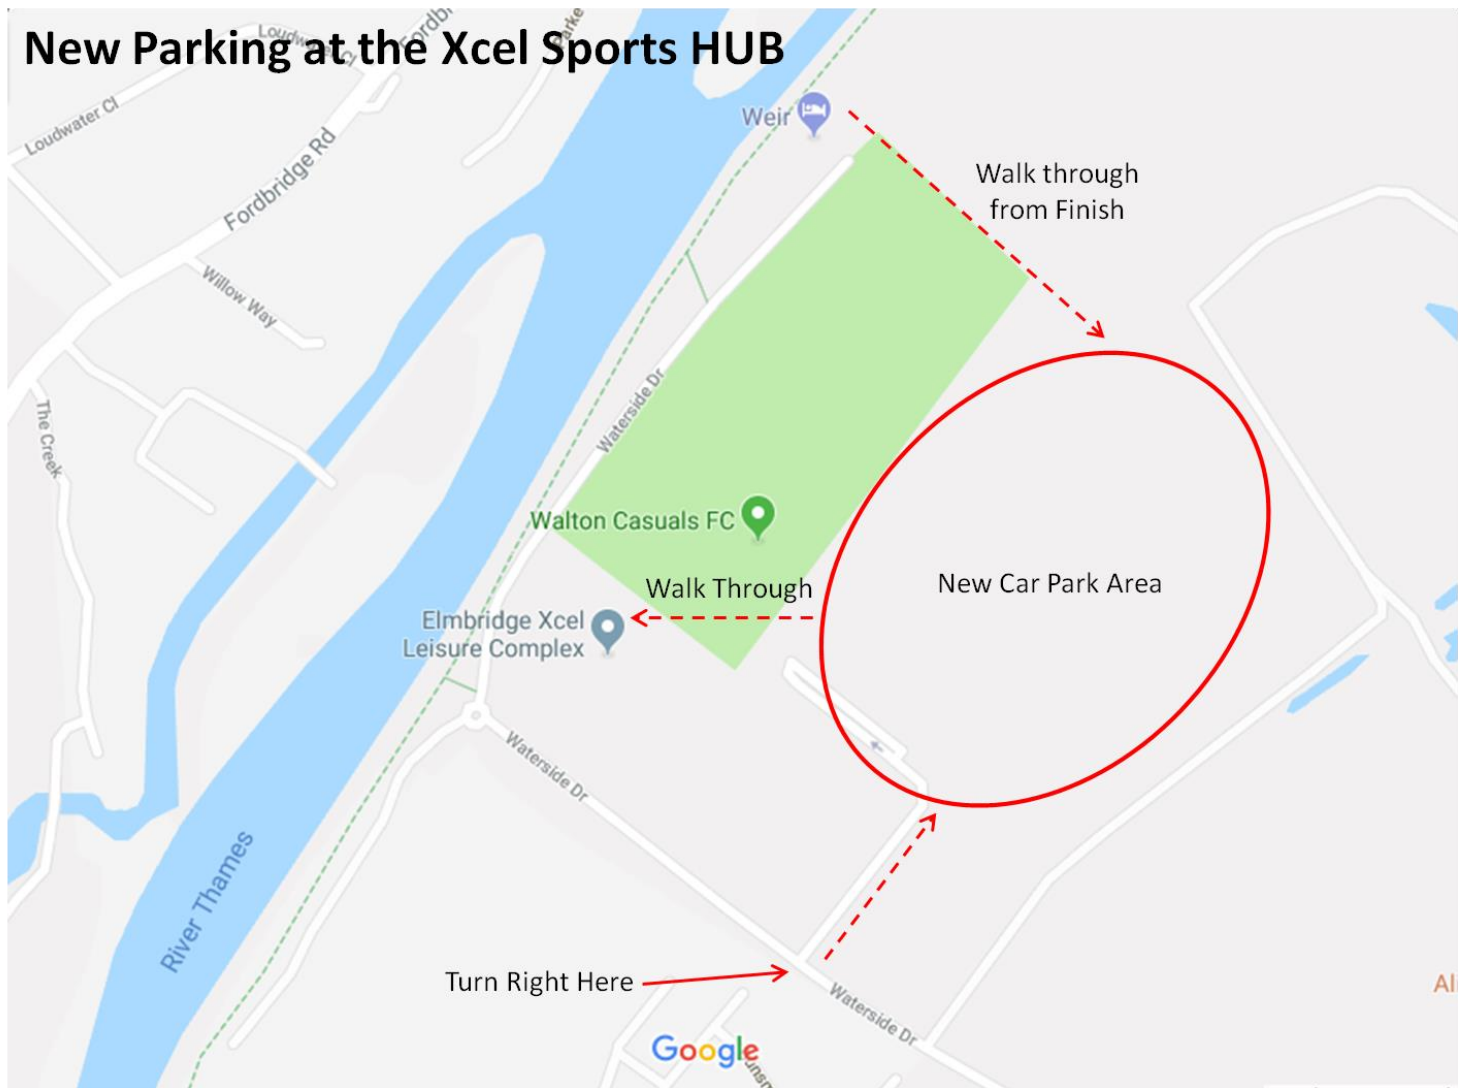 New Parking at the Xcel Sports HUB
Loudwater Cl
Loudwater Cl
Fordbridge Rd
Weir
Walk through
from Finish
Willow Way
Waterside Dr
The Creek
Walton Casuals FC
Walk Through
New Car Park Area
Elmbridge Xcel
Leisure Complex
Waterside Dr
River Thames
Turn Right Here
Waterside Dr
Google